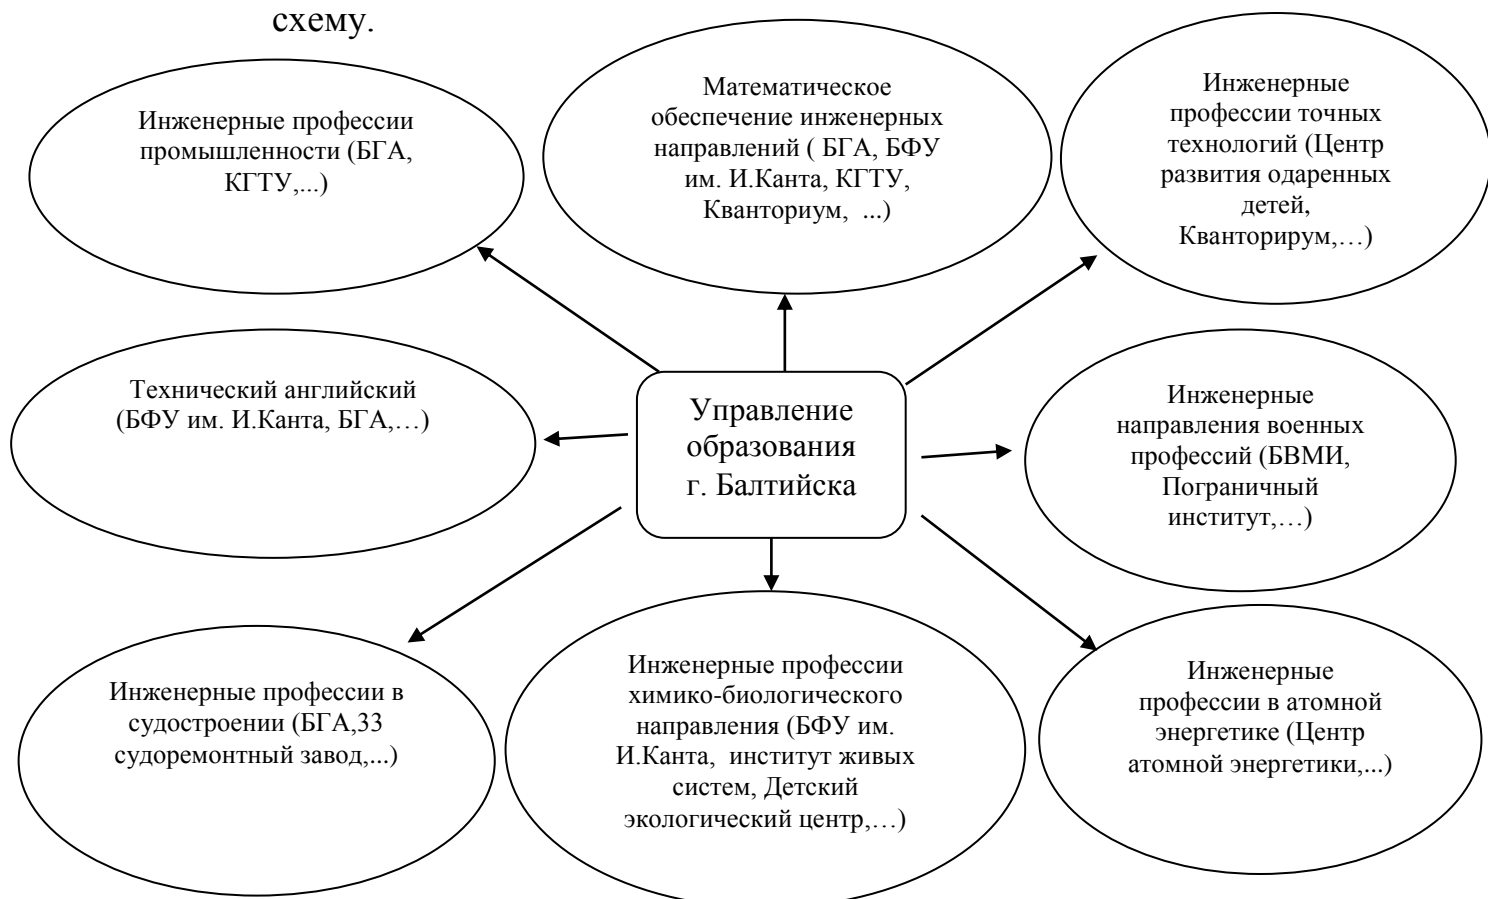 схему.
Инженерные профессии
промышленности (БГА,
КГТУ,...)
Математическое
обеспечение инженерных
направлений ( БГА, БФУ
им. И.Канта, КГТУ,
Кванториум, ...)
Инженерные
профессии точных
технологий (Центр
развития одаренных
детей,
Кванторирум,…)
Технический английский
(БФУ им. И.Канта, БГА,…)
Управление
образования
г. Балтийска
Инженерные
направления военных
профессий (БВМИ,
Пограничный
институт,…)
Инженерные профессии в
судостроении (БГА,33
судоремонтный завод,...)
Инженерные профессии
химико-биологического
направления (БФУ им.
И.Канта, институт живых
систем, Детский
экологический центр,…)
Инженерные
профессии в атомной
энергетике (Центр
атомной энергетики,...)